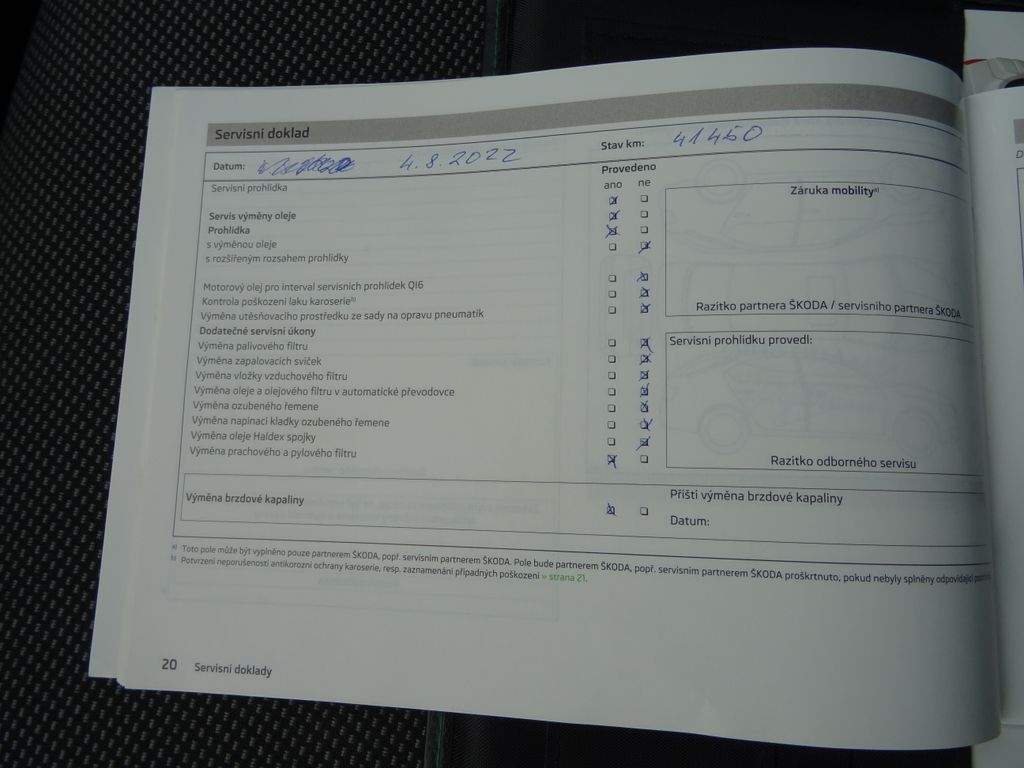 Servisní doklad
Datum: 4.8.2022 Stav km: 41450
Provedeno
ano ne
Servisní prohlídka
Servis výměny oleje
Prohlídka
s výměnou oleje
s rozšířeným rozsahem prohlídky
Motorový olej pro interval servisních prohlídek QI6
Kontrola poškození laku karoserie b)
Výměna utěsňovacího prostředku ze sady na opravu pneumatik
Dodatečné servisní úkony
Výměna palivového filtru
Výměna zapalovacích svíček
Výměna vložky vzduchového filtru
Výměna oleje a olejového filtru v automatické převodovce
Výměna ozubeného řemene
Výměna napínací kladky ozubeného řemene
Výměna oleje Haldex spojky
Výměna prachového a pylového filtru
Záruka mobility a)
Razítko partnera ŠKODA / servisního partnera ŠKODA
Servisní prohlídku provedl:
Razítko odborného servisu
Výměna brzdové kapaliny
Příští výměna brzdové kapaliny
Datum:
a) Toto pole může být vyplněno pouze partnerem ŠKODA, popř. servisním partnerem ŠKODA. Pole bude partnerem ŠKODA, popř. servisním partnerem ŠKODA proškrtnuto, pokud nebyly splněny odpovídající
b) Potvrzení neporušenosti antikorozní ochrany karoserie, resp. zaznamenání případných poškození » strana 21.
20 Servisní doklady